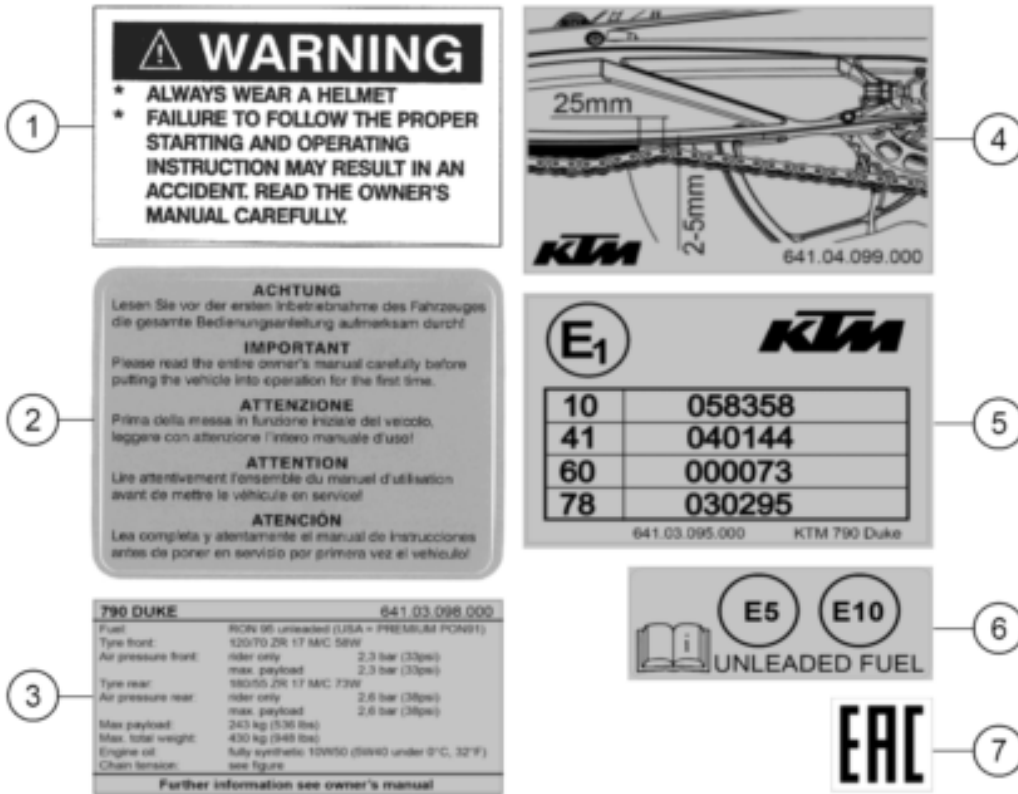 1
WARNING
* ALWAYS WEAR A HELMET
* FAILURE TO FOLLOW THE PROPER
STARTING AND OPERATING
INSTRUCTION MAY RESULT IN AN
ACCIDENT. READ THE OWNER'S
MANUAL CAREFULLY.
2
ACHTUNG
Lesen Sie vor der ersten Inbetriebnahme des Fahrzeuges
die gesamte Bedienungsanleitung aufmerksam durch!
IMPORTANT
Please read the entire owner's manual carefully before
putting the vehicle into operation for the first time.
ATTENZIONE
Prima della messa in funzione iniziale del veicolo,
leggere con attenzione l'intero manuale d'uso!
ATTENTION
Lire attentivement l'ensemble du manuel d'utilisation
avant de mettre le véhicule en service!
ATENCIÓN
Lea completa y atentamente el manual de instrucciones
antes de poner en servicio por primera vez el vehiculo!
3
790 DUKE 641.03.098.000
Fuel: RON 95 unleaded (USA = PREMIUM PON91)
Tyre front: 120/70 ZR 17 M/C 58W
Air pressure front: rider only 2,3 bar (33psi)
max. payload 2,3 bar (33psi)
Tyre rear: 180/55 ZR 17 M/C 73W
Air pressure rear: rider only 2,6 bar (38psi)
max. payload 2,6 bar (38psi)
Max payload: 243 kg (536 lbs)
Max. total weight: 430 kg (948 lbs)
Engine oil: fully synthetic 10W50 (5W40 under 0°C, 32°F)
Chain tension: see figure
Further information see owner's manual
4
25mm
2-5mm
KTM
641.04.099.000
5
E1 KTM
10 058358
41 040144
60 000073
78 030295
641.03.095.000 KTM 790 Duke
6
E5 E10
i
UNLEADED FUEL
7
EAC